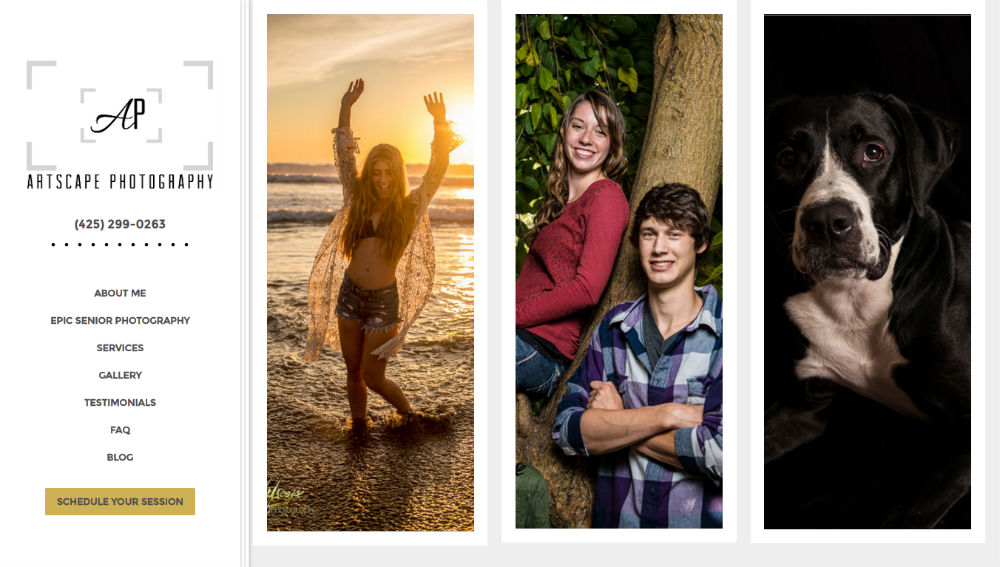 AP
ARTSCAPE PHOTOGRAPHY
(425) 299-0263
ABOUT ME
EPIC SENIOR PHOTOGRAPHY
SERVICES
GALLERY
TESTIMONIALS
FAQ
BLOG
SCHEDULE YOUR SESSION